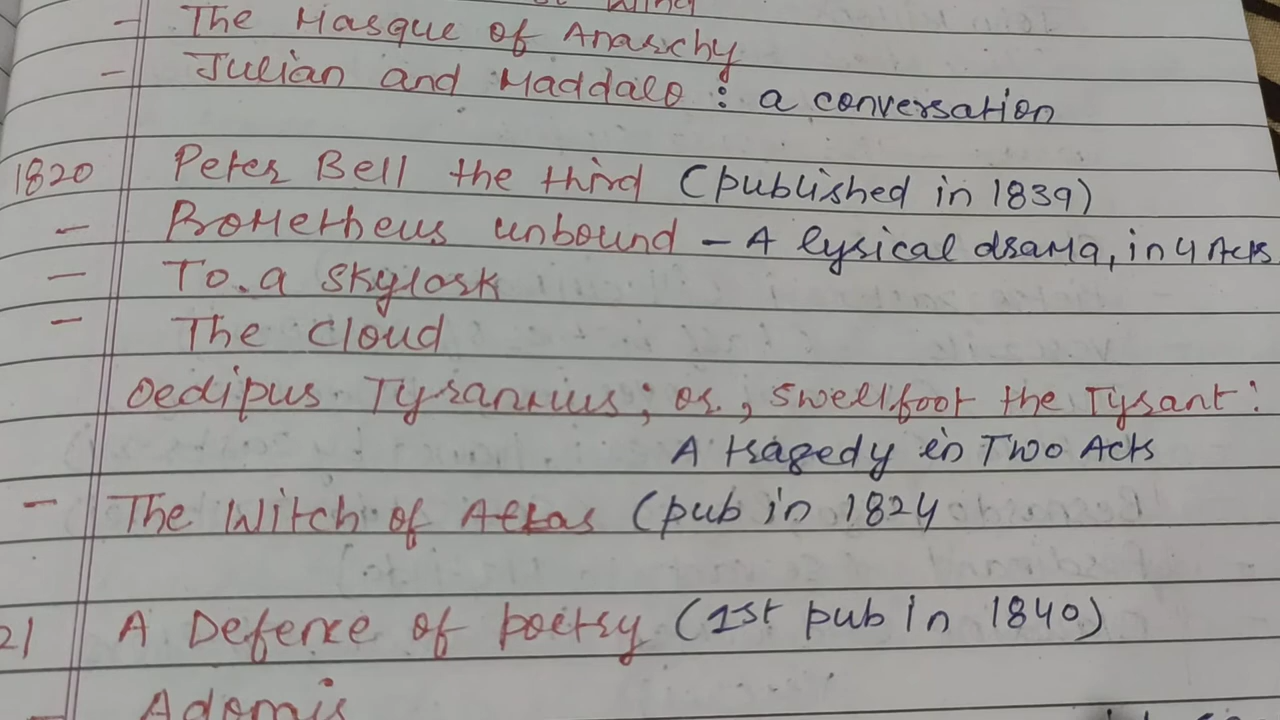 Wind
- The Masque of Anarchy
- Julian and Maddalo : a conversation
1820 Peter Bell the third (published in 1839)
- Prometheus unbound - A lyrical drama, in 4 Acts
- To a skylark
- The Cloud
Oedipus Tyrannus; or, Swellfoot the Tyrant:
A tragedy in Two Acts
- The Witch of Atlas (pub in 1824
21 A Defence of poetry (1st pub in 1840)
- Adonais